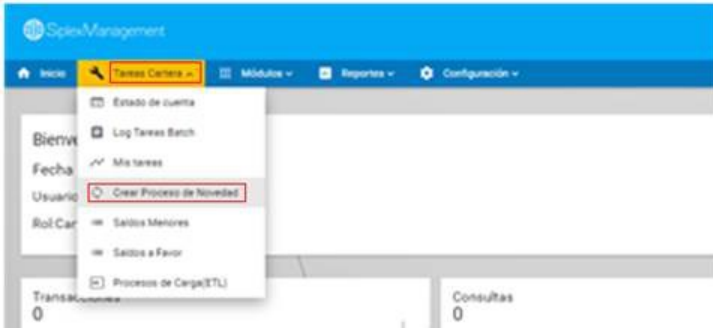 SplexManagement
Inicio Tareas Cartera Módulos Reportes Configuración
Estado de cuenta
Log Tareas Batch
Mis tareas
Crear Proceso de Novedad
Saldos Menores
Saldos a Favor
Procesos de Carga(ETL)
Bienve
Fecha
Usuario
Rol:Car
Transacciones
0
Consultas
0